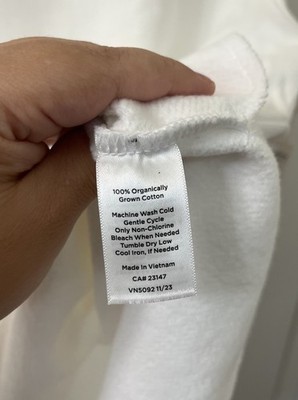 100% Organically
Grown Cotton
Machine Wash Cold
Gentle Cycle
Only Non-Chlorine
Bleach When Needed
Tumble Dry Low
Cool Iron, If Needed
Made In Vietnam
CA# 23147
VNS092 11/23